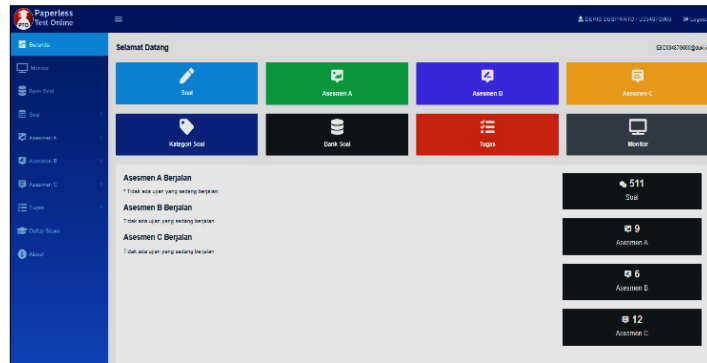 Paperless
Test Online
PTO
Logout
Beranda
Monitor
Bank Soal
Soal
Asesmen A
Asesmen B
Asesmen C
Tugas
Daftar Siswa
About
Selamat Datang
Soal
Asesmen A
Asesmen B
Asesmen C
Kategori Soal
Bank Soal
Tugas
Monitor
Asesmen A Berjalan
* Tidak ada ujian yang sedang berjalan
Asesmen B Berjalan
Tidak ada ujian yang sedang berjalan
Asesmen C Berjalan
Tidak ada ujian yang sedang berjalan
511
Soal
9
Asesmen A
6
Asesmen B
12
Asesmen C